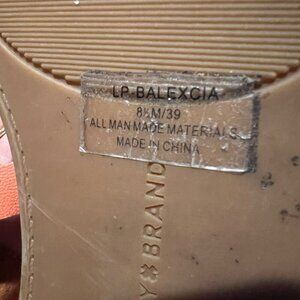 LP-BALEXCIA
8½M/39
ALL MAN MADE MATERIALS
MADE IN CHINA
Y BRAND